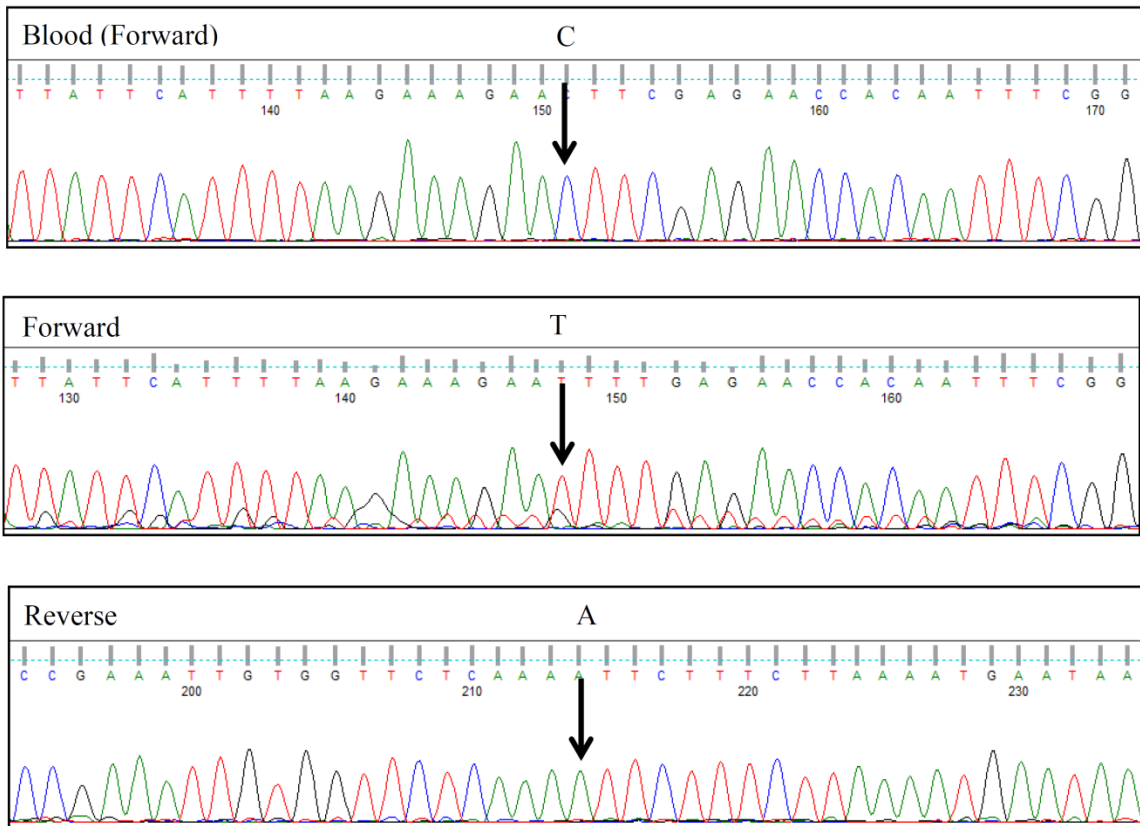 Blood (Forward)
C
T T A T T C A T T T T A A G A A A G A A C T T C G A G A A C C A C A A T T T C G G
140 150 160 170
Forward
T
T T A T T C A T T T T A A G A A A G A A T T T T G A G A A C C A C A A T T T C G G
130 140 150 160
Reverse
A
C C G A A A T T G T G G T T C T C A A A A T T C T T T C T T A A A A T G A A T A A
200 210 220 230